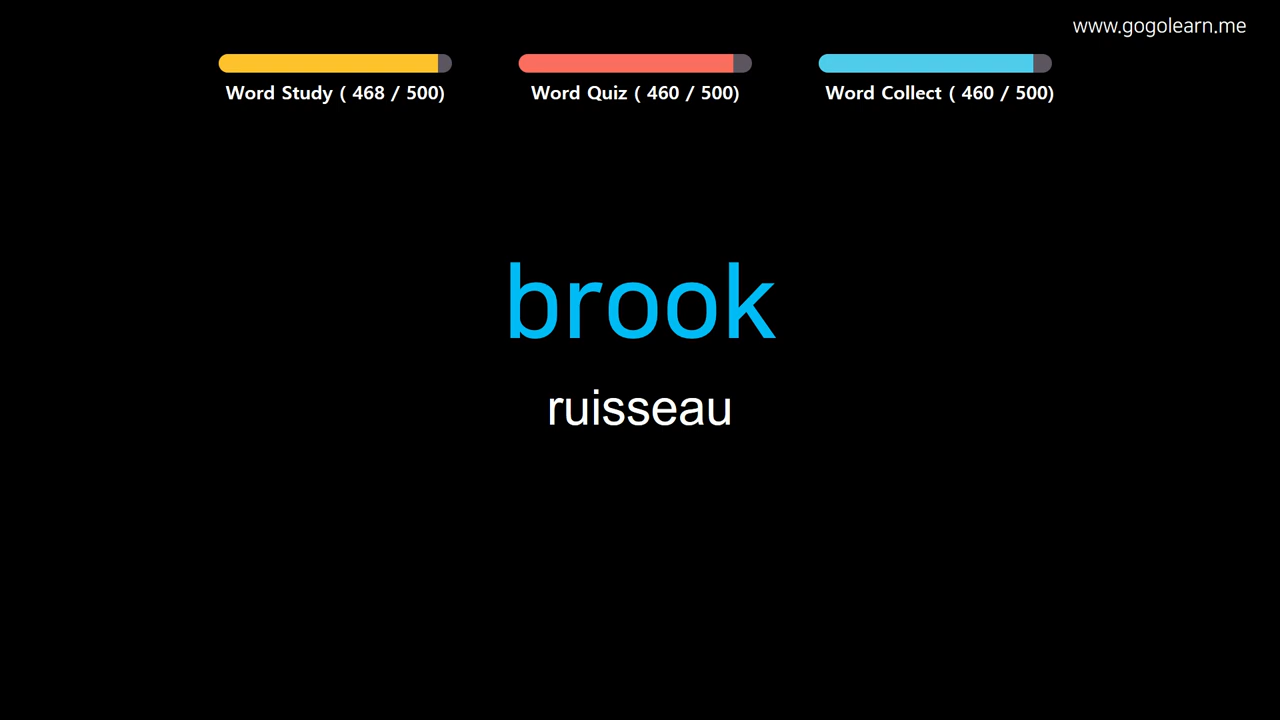 www.gogolearn.me
Word Study ( 468 / 500)
Word Quiz ( 460 / 500)
Word Collect ( 460 / 500)
brook
ruisseau